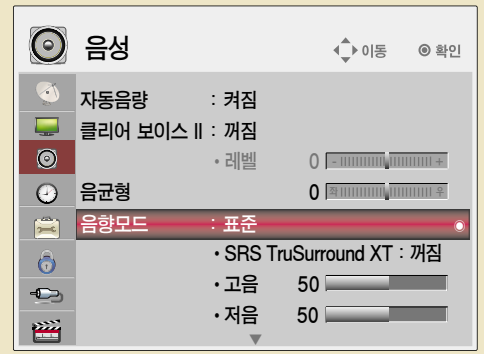 음성 이동 ◉ 확인
자동음량 : 켜짐
클리어 보이스 II : 꺼짐
• 레벨 0 - +
음균형 0 좌 우
음향모드 : 표준
• SRS TruSurround XT : 꺼짐
• 고음 50
• 저음 50